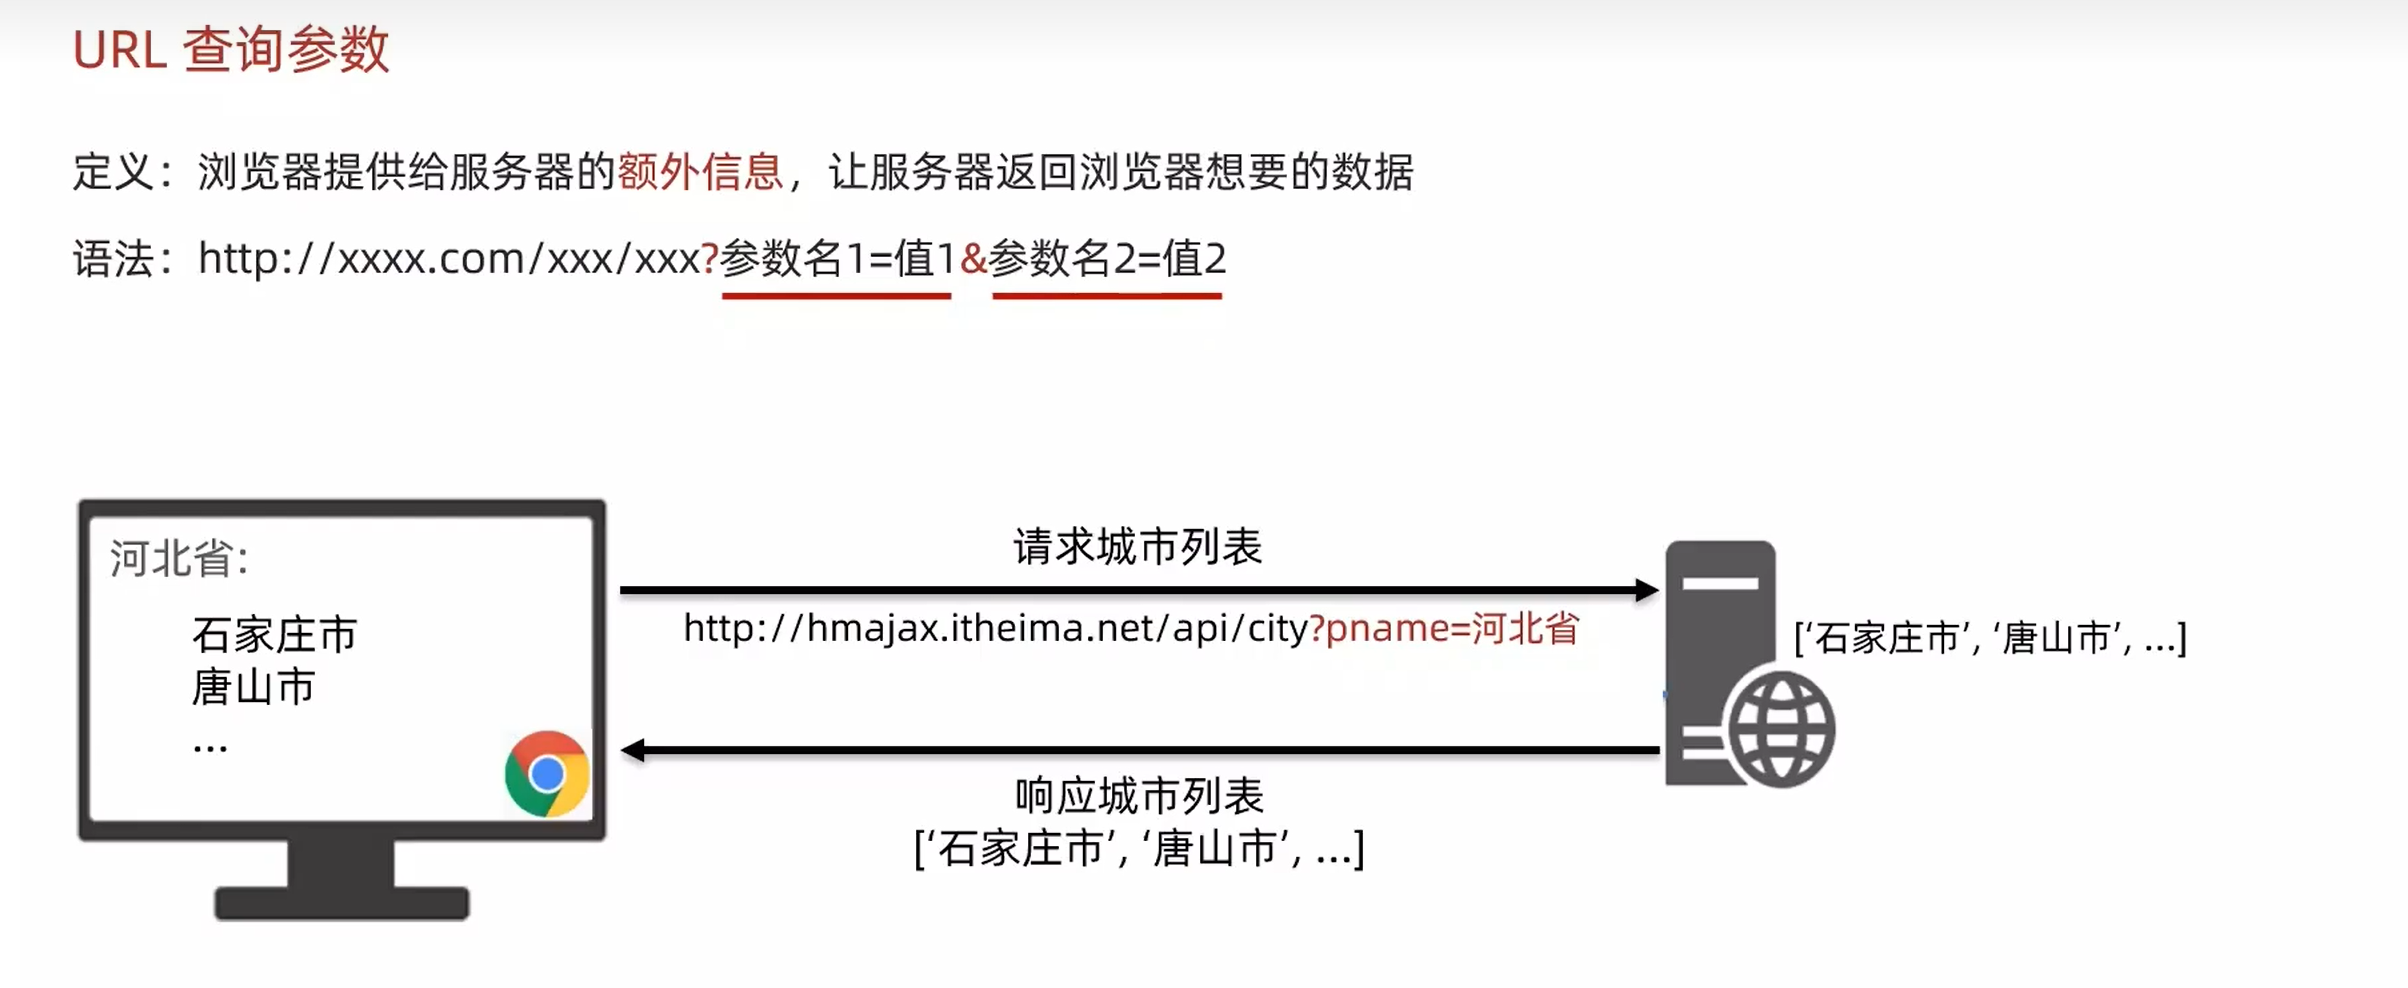 URL 查询参数
定义：浏览器提供给服务器的额外信息，让服务器返回浏览器想要的数据
语法：http://xxxx.com/xxx/xxx?参数名1=值1&参数名2=值2
河北省：
石家庄市
唐山市
...
请求城市列表
http://hmajax.itheima.net/api/city?pname=河北省
[‘石家庄市’, ‘唐山市’, ...]
响应城市列表
[‘石家庄市’, ‘唐山市’, ...]